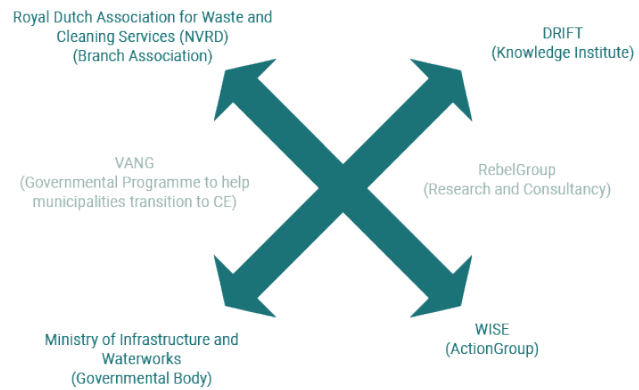 Royal Dutch Association for Waste and
Cleaning Services (NVRD)
(Branch Association)
DRIFT
(Knowledge Institute)
VANG
(Governmental Programme to help
municipalities transition to CE)
RebelGroup
(Research and Consultancy)
Ministry of Infrastructure and
Waterworks
(Governmental Body)
WISE
(ActionGroup)